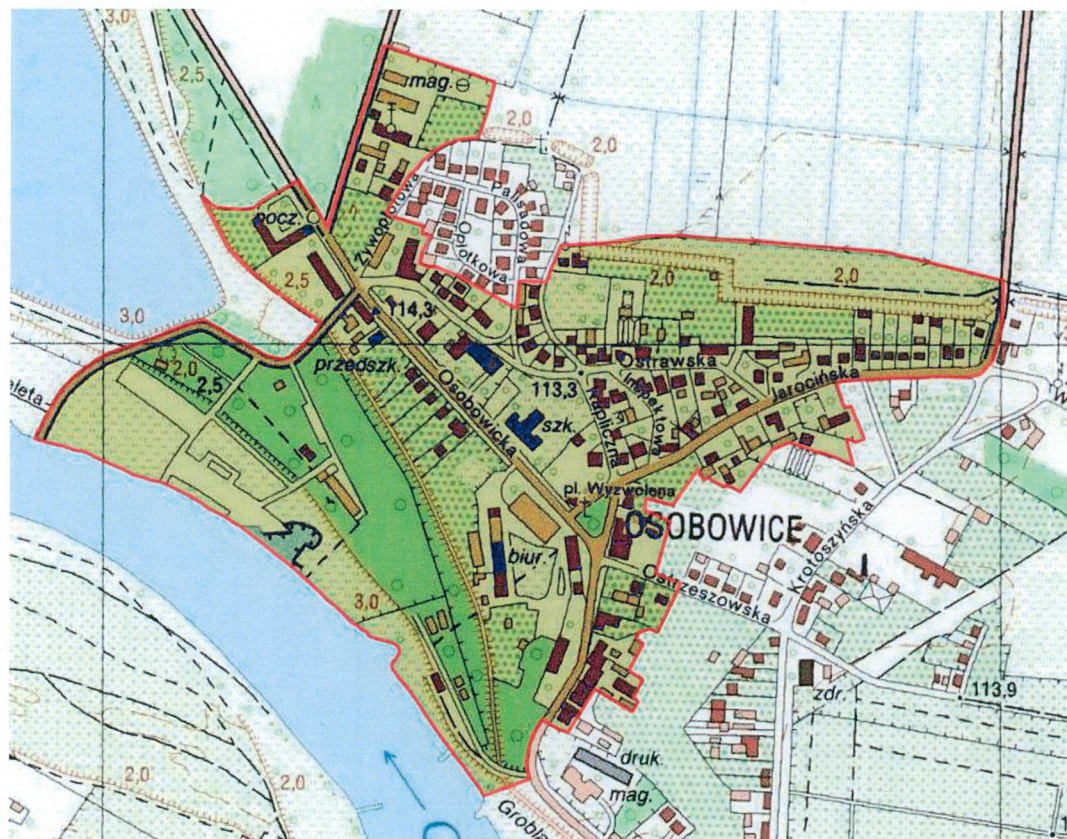 3,0
2,5
mag.
2,0
2,0
Żywopłotowa
Palisadowa
Opłotkowa
pocz.
2,5
2,0
2,0
3,0
114,3
2,0
2,5
przedszk.
Osobowicka
Ostrawska
113,3
Inspektowa
Kapliczna
Jarocińska
szk.
pl. Wyzwolenia
OSOBOWICE
biur.
Krotoszyńska
Ostrzeszowska
3,0
zdr.
113,9
druk.
mag.
2,0
2,0